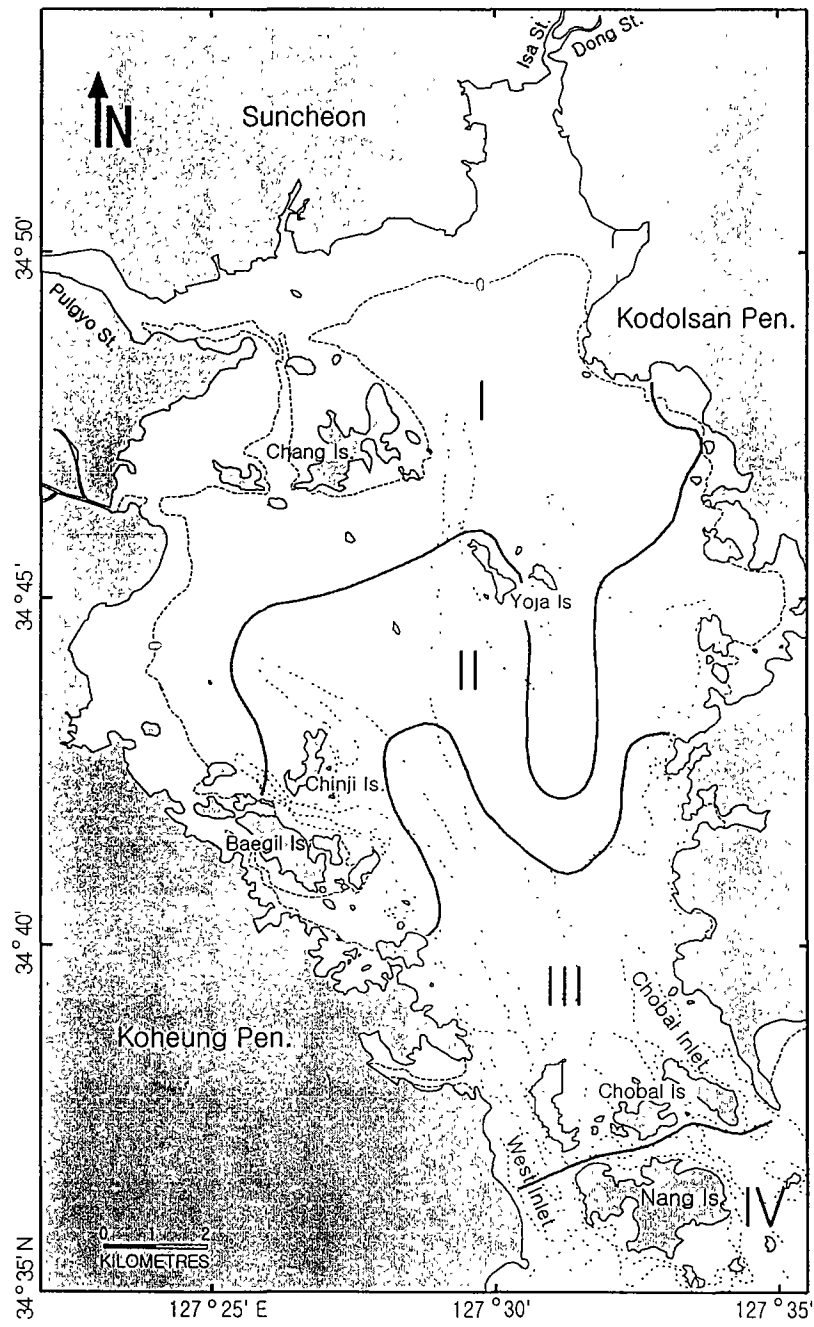 Isa St.
Dong St.
N
Suncheon
34° 50'
0
Pulgyo St.
Kodolsan Pen.
I
Chang Is.
34° 45'
Yoja Is
0
II
Chinji Is.
Baegil Is
34° 40'
III
Chobal Inlet
Koheung Pen.
Chobal Is
West Inlet
Nang Is.
IV
0 1 2
KILOMETRES
34° 35' N
127° 25' E
127° 30'
127° 35'